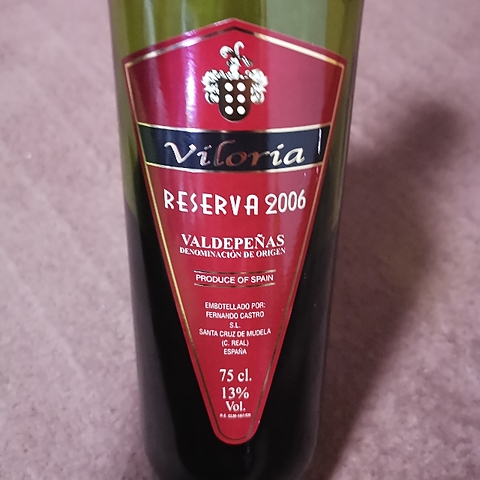 Viloria
RESERVA 2006
VALDEPEÑAS
DENOMINACIÓN DE ORIGEN
PRODUCE OF SPAIN
EMBOTELLADO POR:
FERNANDO CASTRO
S.L.
SANTA CRUZ DE MUDELA
(C. REAL)
ESPAÑA
75 cl.
13%
Vol.